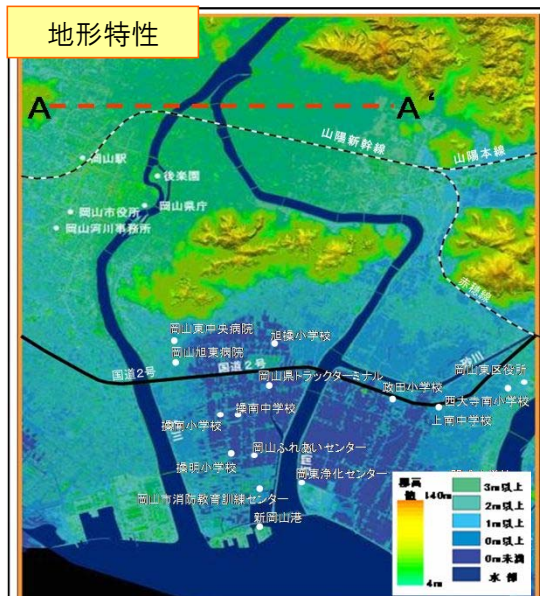 地形特性
A
A'
山陽新幹線
山陽本線
岡山駅
後楽園
岡山県庁
岡山市役所
岡山河川事務所
赤穂線
岡山東中央病院
旭操小学校
岡山旭東病院
国道2号
国道2号
砂川
岡山東区役所
岡山県トラックターミナル
政田小学校
西大寺南小学校
上南中学校
操南小学校
操南中学校
岡山ふれあいセンター
操明小学校
岡東浄化センター
岡山市消防教育訓練センター
新岡山港
標高値
140m
4m
3m以上
2m以上
1m以上
0m以上
0m未満
水部